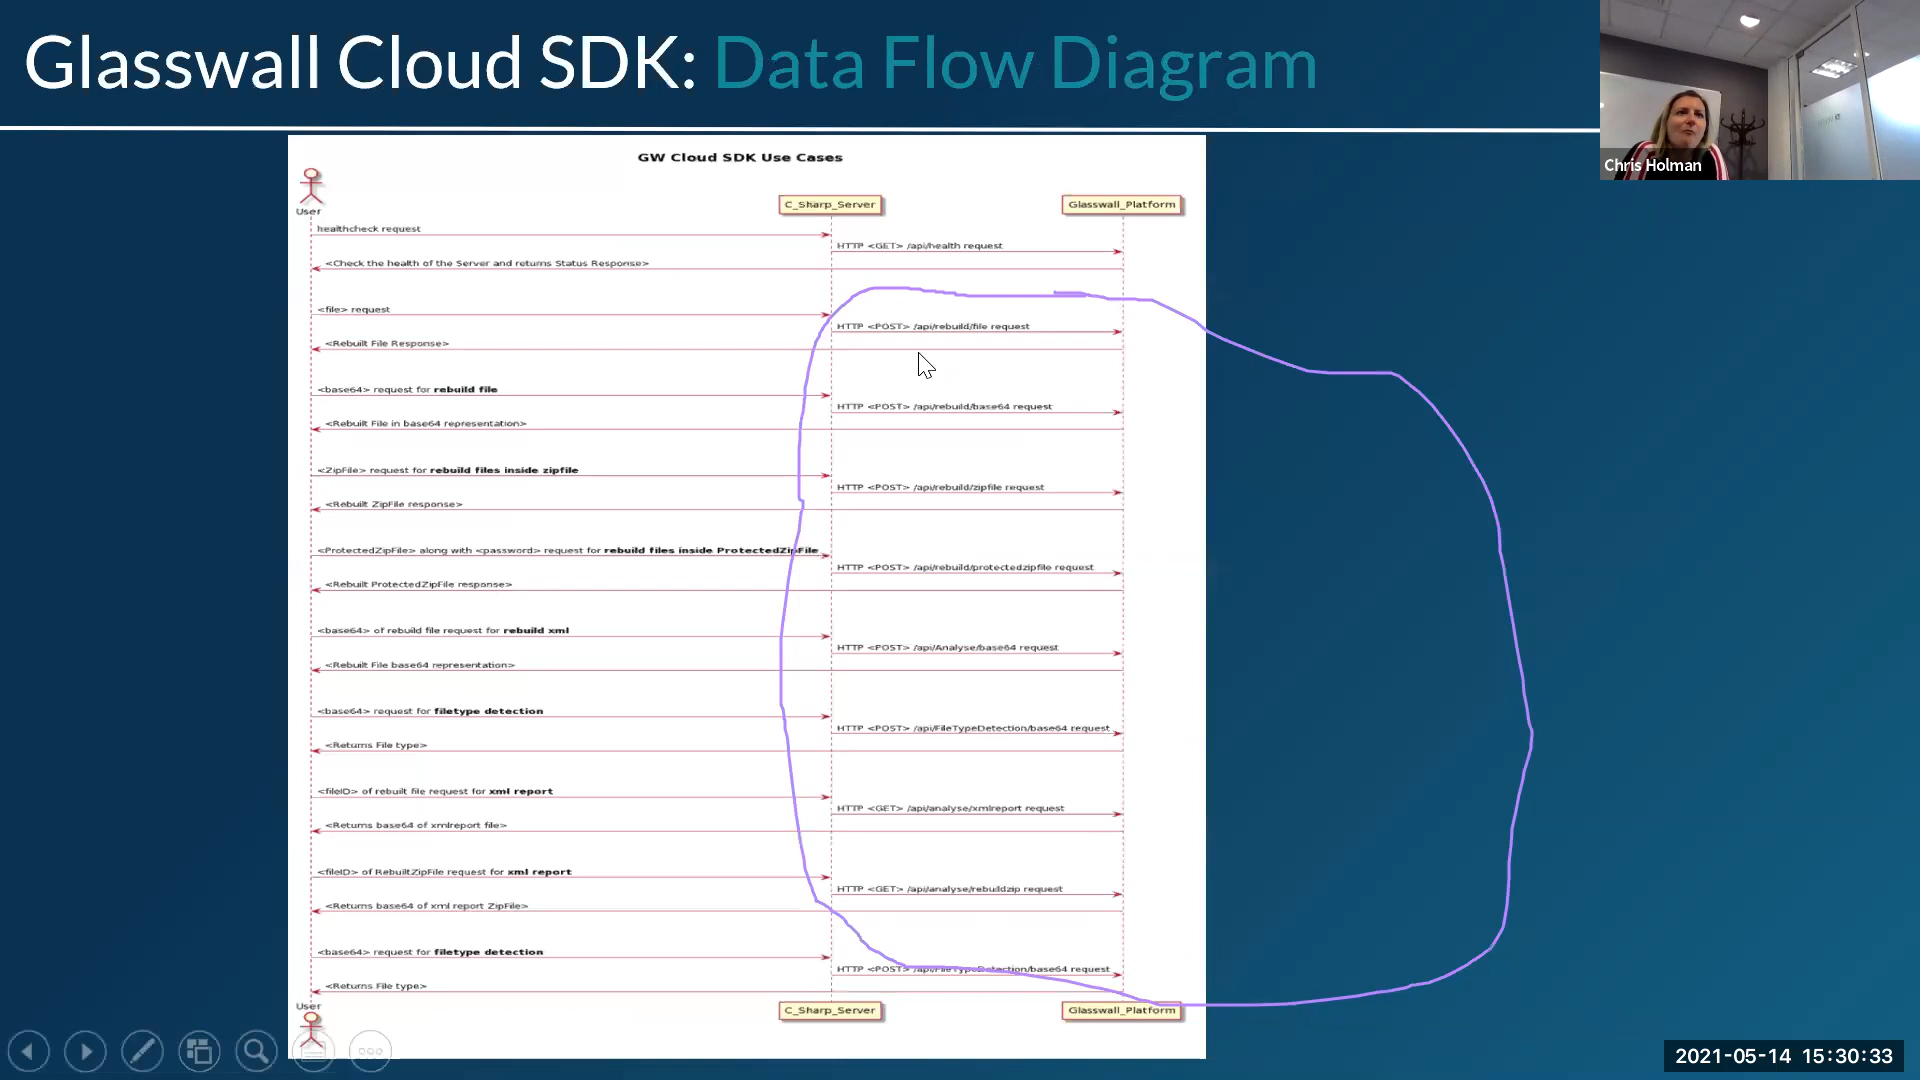 Glasswall Cloud SDK: Data Flow Diagram
Chris Holman
GW Cloud SDK Use Cases
User
C_Sharp_Server
Glasswall_Platform
healthcheck request
HTTP <GET> /api/health request
<Check the health of the Server and returns Status Response>
<file> request
HTTP <POST> /api/rebuild/file request
<Rebuilt File Response>
<base64> request for rebuild file
HTTP <POST> /api/rebuild/base64 request
<Rebuilt File in base64 representation>
<ZipFile> request for rebuild files inside zipfile
HTTP <POST> /api/rebuild/zipfile request
<Rebuilt ZipFile response>
<ProtectedZipFile> along with <password> request for rebuild files inside ProtectedZipFile
HTTP <POST> /api/rebuild/protectedzipfile request
<Rebuilt ProtectedZipFile response>
<base64> of rebuild file request for rebuild xml
HTTP <POST> /api/Analyse/base64 request
<Rebuilt File base64 representation>
<base64> request for filetype detection
HTTP <POST> /api/FileTypeDetection/base64 request
<Returns File type>
<fileID> of rebuilt file request for xml report
HTTP <GET> /api/analyse/xmlreport request
<Returns base64 of xmlreport file>
<fileID> of RebuiltZipFile request for xml report
HTTP <GET> /api/analyse/rebuildzip request
<Returns base64 of xml report ZipFile>
<base64> request for filetype detection
HTTP <POST> /api/FileTypeDetection/base64 request
<Returns File type>
User
C_Sharp_Server
Glasswall_Platform
2021-05-14 15:30:33